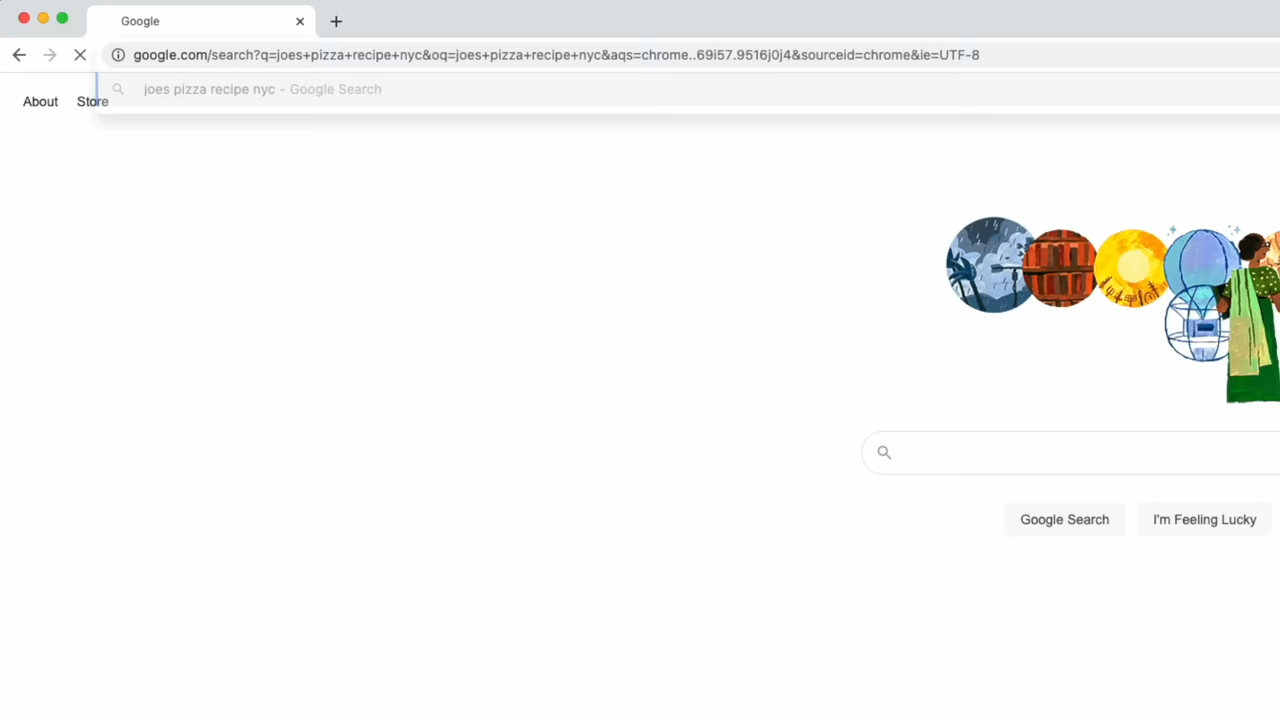 Google
google.com/search?q=joes+pizza+recipe+nyc&oq=joes+pizza+recipe+nyc&aqs=chrome..69i57.9516j0j4&sourceid=chrome&ie=UTF-8
joes pizza recipe nyc - Google Search
About Store
Google Search I'm Feeling Lucky